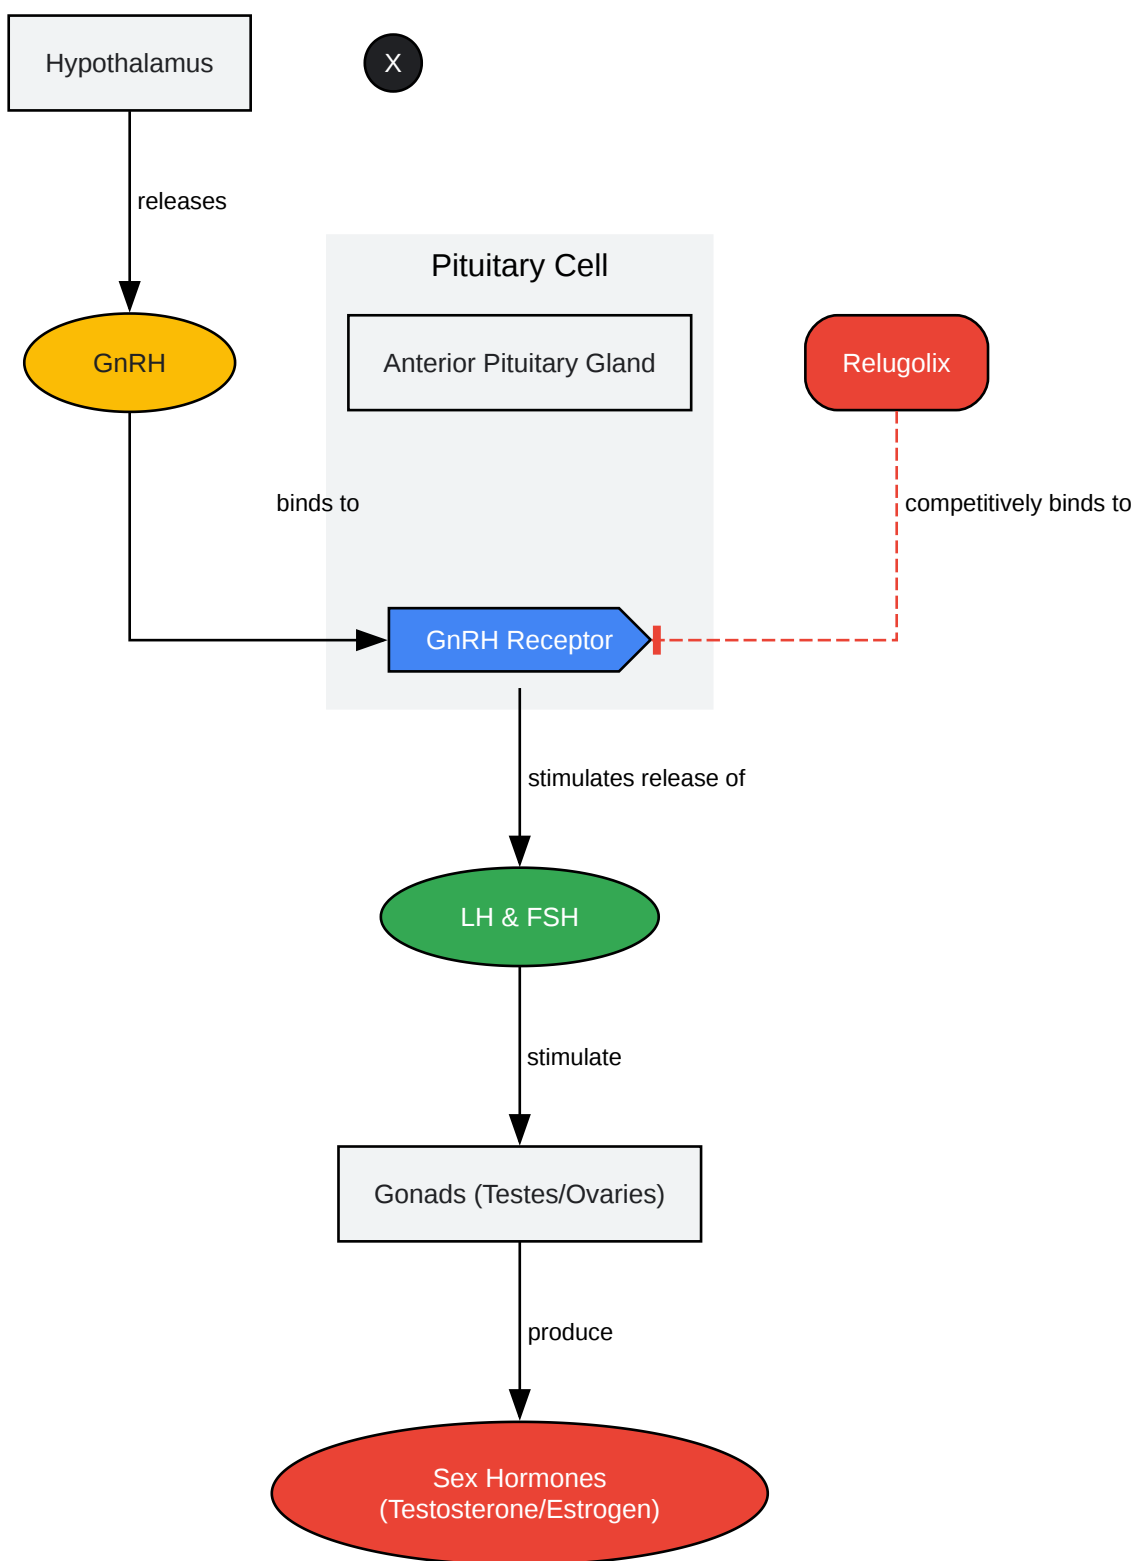 Hypothalamus
X
releases
Pituitary Cell
GnRH
Anterior Pituitary Gland
Relugolix
binds to
competitively binds to
GnRH Receptor
stimulates release of
LH & FSH
stimulate
Gonads (Testes/Ovaries)
produce
Sex Hormones
(Testosterone/Estrogen)